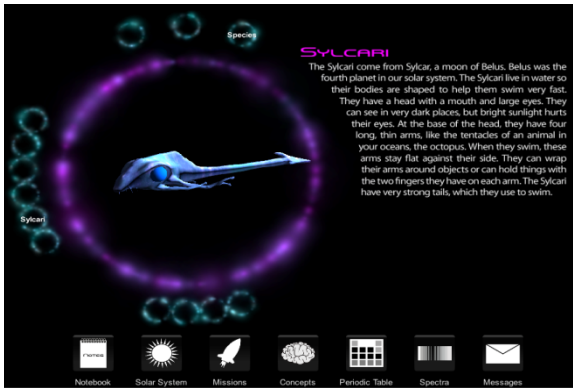 Species
SYLCARI
The Sylcari come from Sylcar, a moon of Belus. Belus was the
fourth planet in our solar system. The Sylcari live in water so
their bodies are shaped to help them swim very fast.
They have a head with a mouth and large eyes. They
can see in very dark places, but bright sunlight hurts
their eyes. At the base of the head, they have four
long, thin arms, like the tentacles of an animal in
your oceans, the octopus. When they swim, these
arms stay flat against their side. They can wrap
their arms around objects or can hold things with
the two fingers they have on each arm. The Sylcari
have very strong tails, which they use to swim.
Sylcari
NOTES
Notebook
Solar System
Missions
Concepts
Periodic Table
Spectra
Messages